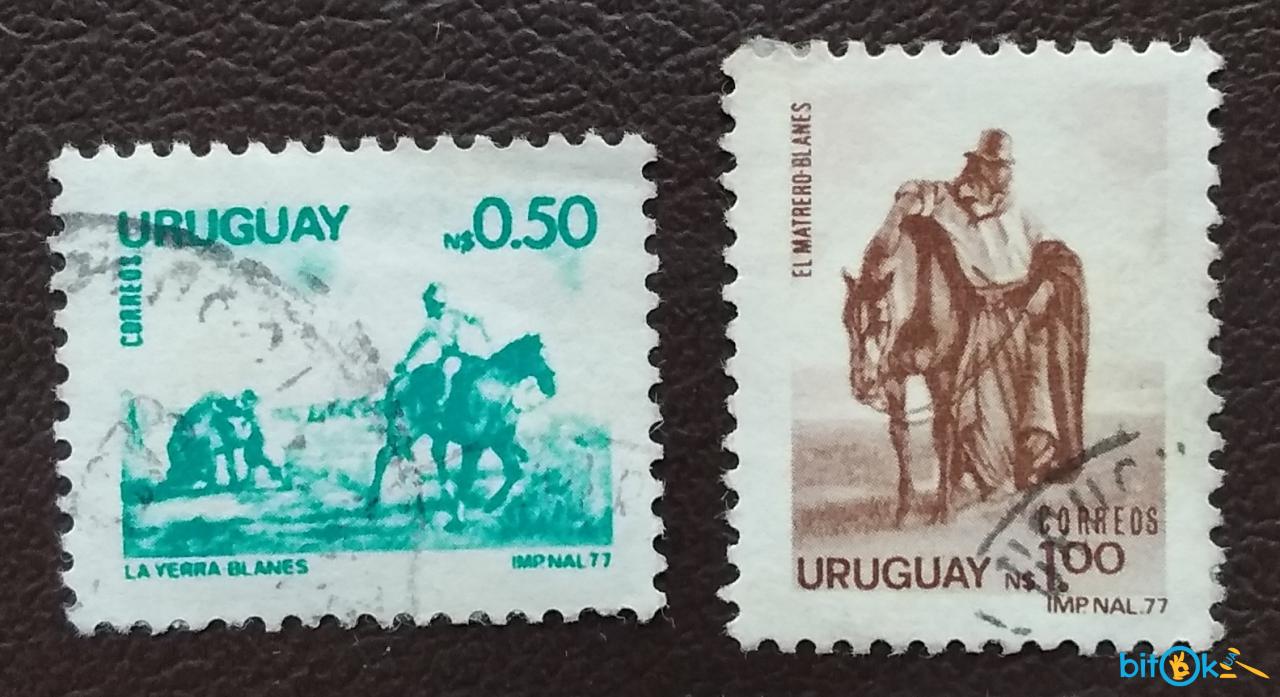 URUGUAY
N$0.50
CORREOS
LA YERRA-BLANES
IMP.NAL.77
EL MATRERO-BLANES
CORREOS
URUGUAY N$1.00
IMP.NAL.77
bitOk UA